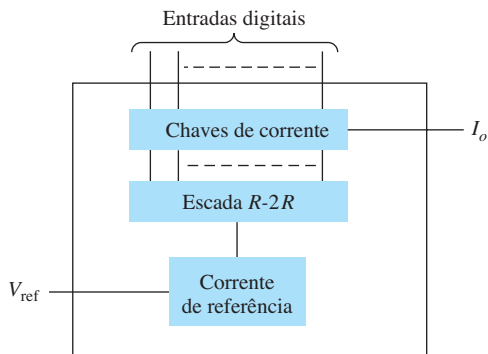 Entradas digitais
Chaves de corrente
I_o
Escada R-2R
V_ref
Corrente
de referência